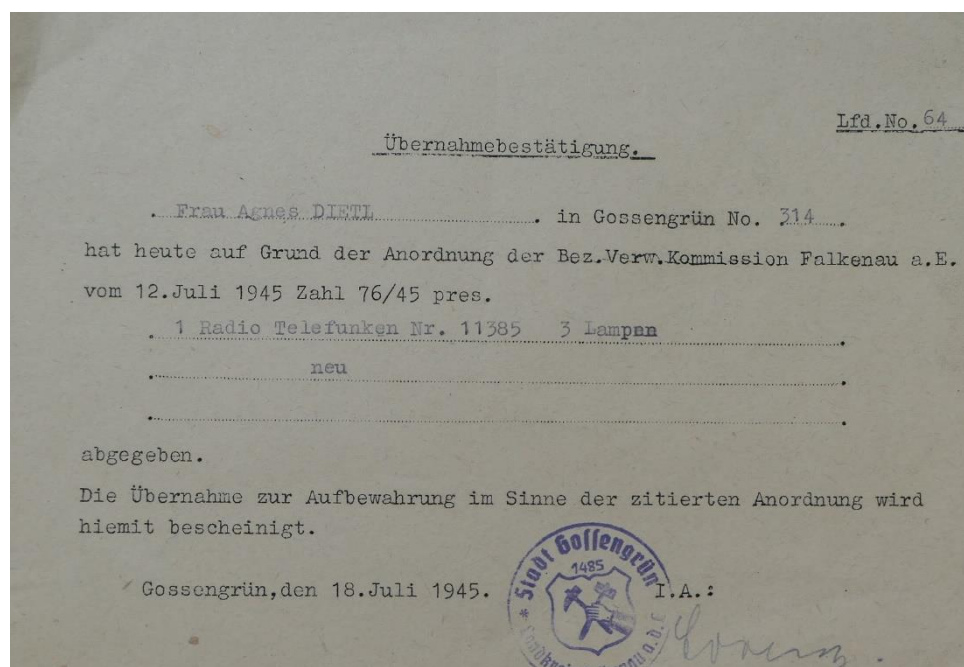 Lfd.No. 64
Übernahmebestätigung.
. Frau Agnes DIETL . in Gossengrün No. 314 .
hat heute auf Grund der Anordnung der Bez.Verw.Kommission Falkenau a.E.
vom 12.Juli 1945 Zahl 76/45 pres.
. 1 Radio Telefunken Nr. 11385 3 Lampen .
. neu .
. .
abgegeben.
Die Übernahme zur Aufbewahrung im Sinne der zitierten Anordnung wird
hiemit bescheinigt.
Gossengrün,den 18.Juli 1945. I.A.:
Stadt Gossengrün
1485